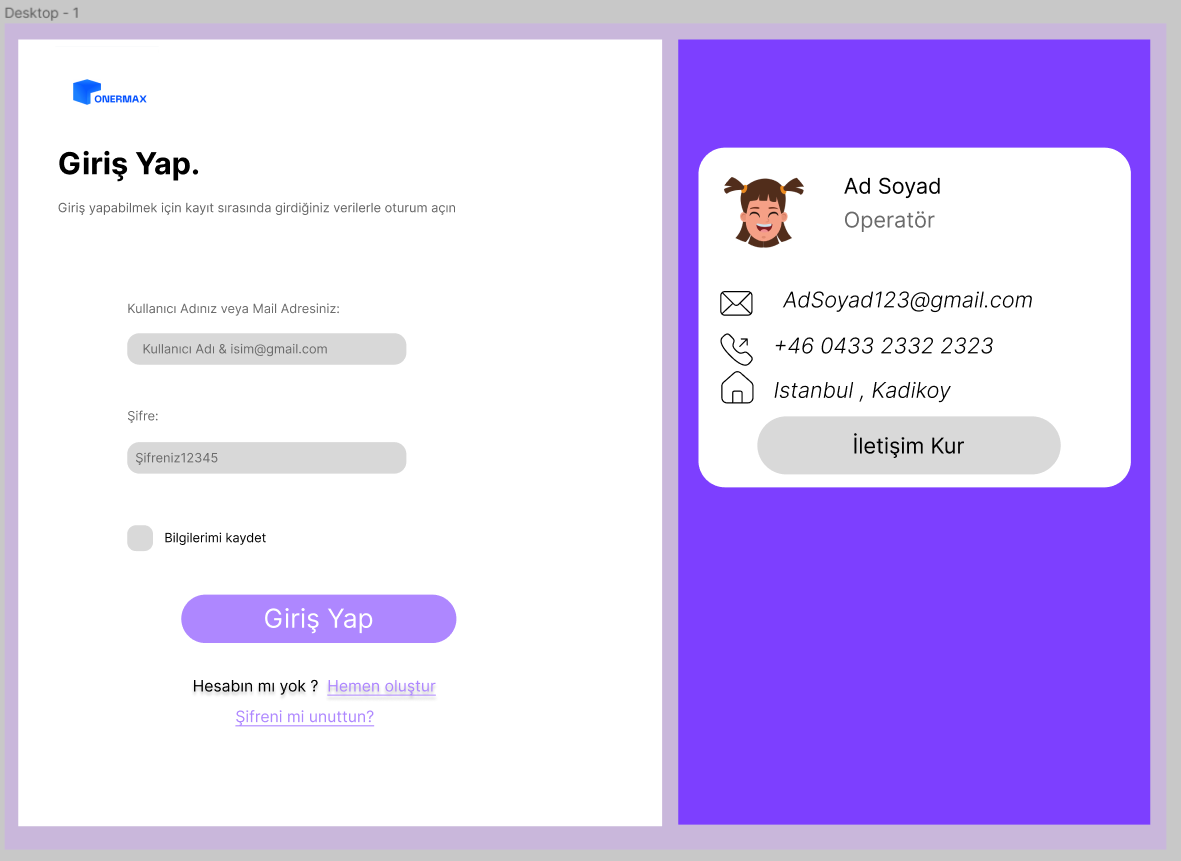 Desktop - 1
ONERMAX
Giriş Yap.
Giriş yapabilmek için kayıt sırasında girdiğiniz verilerle oturum açın
Kullanıcı Adınız veya Mail Adresiniz:
Kullanıcı Adı & isim@gmail.com
Şifre:
Şifreniz12345
Bilgilerimi kaydet
Giriş Yap
Hesabın mı yok ? Hemen oluştur
Şifreni mi unuttun?
Ad Soyad
Operatör
AdSoyad123@gmail.com
+46 0433 2332 2323
Istanbul , Kadikoy
İletişim Kur